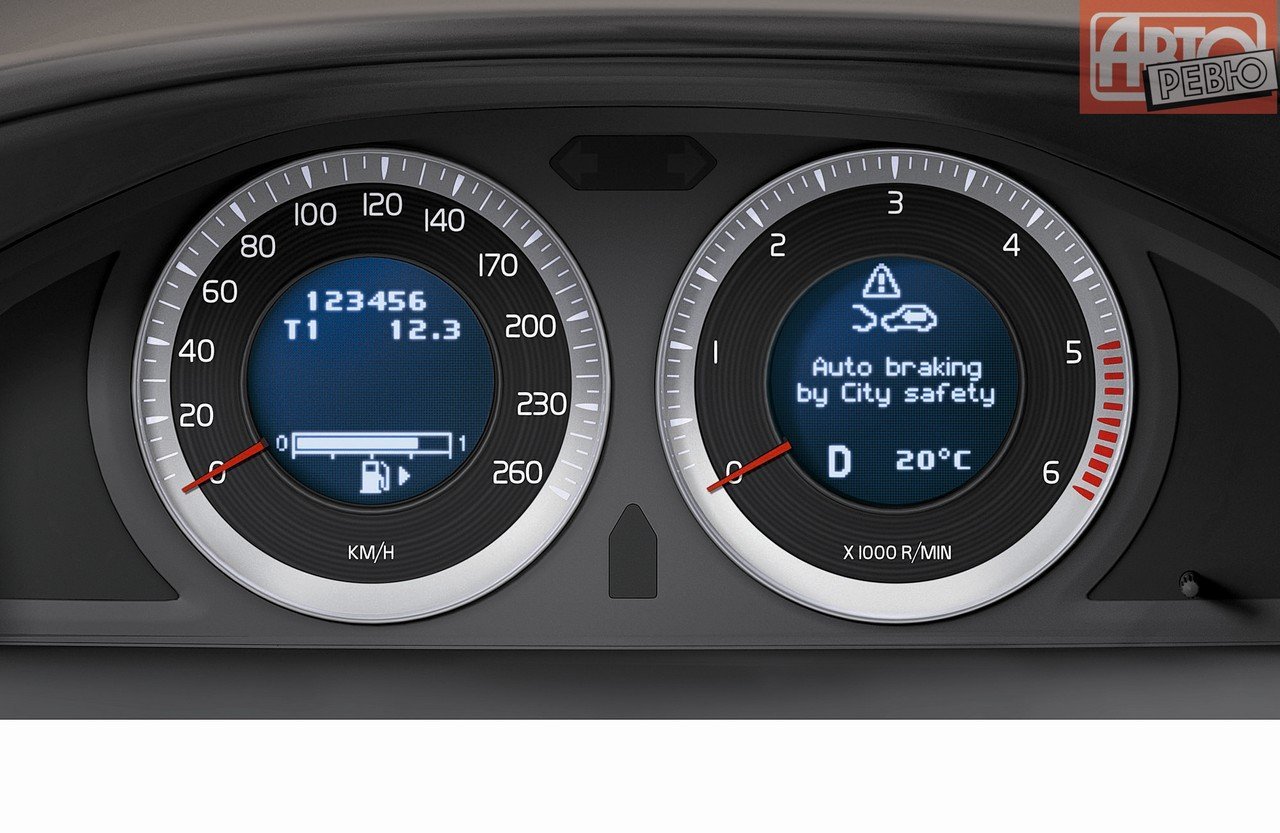 АВТО
РЕВЮ
123456
T1 12.3
0 1
0
20
40
60
80
100
120
140
170
200
230
260
KM/H
Auto braking
by City safety
D 20°C
0
1
2
3
4
5
6
X 1000 R/MIN